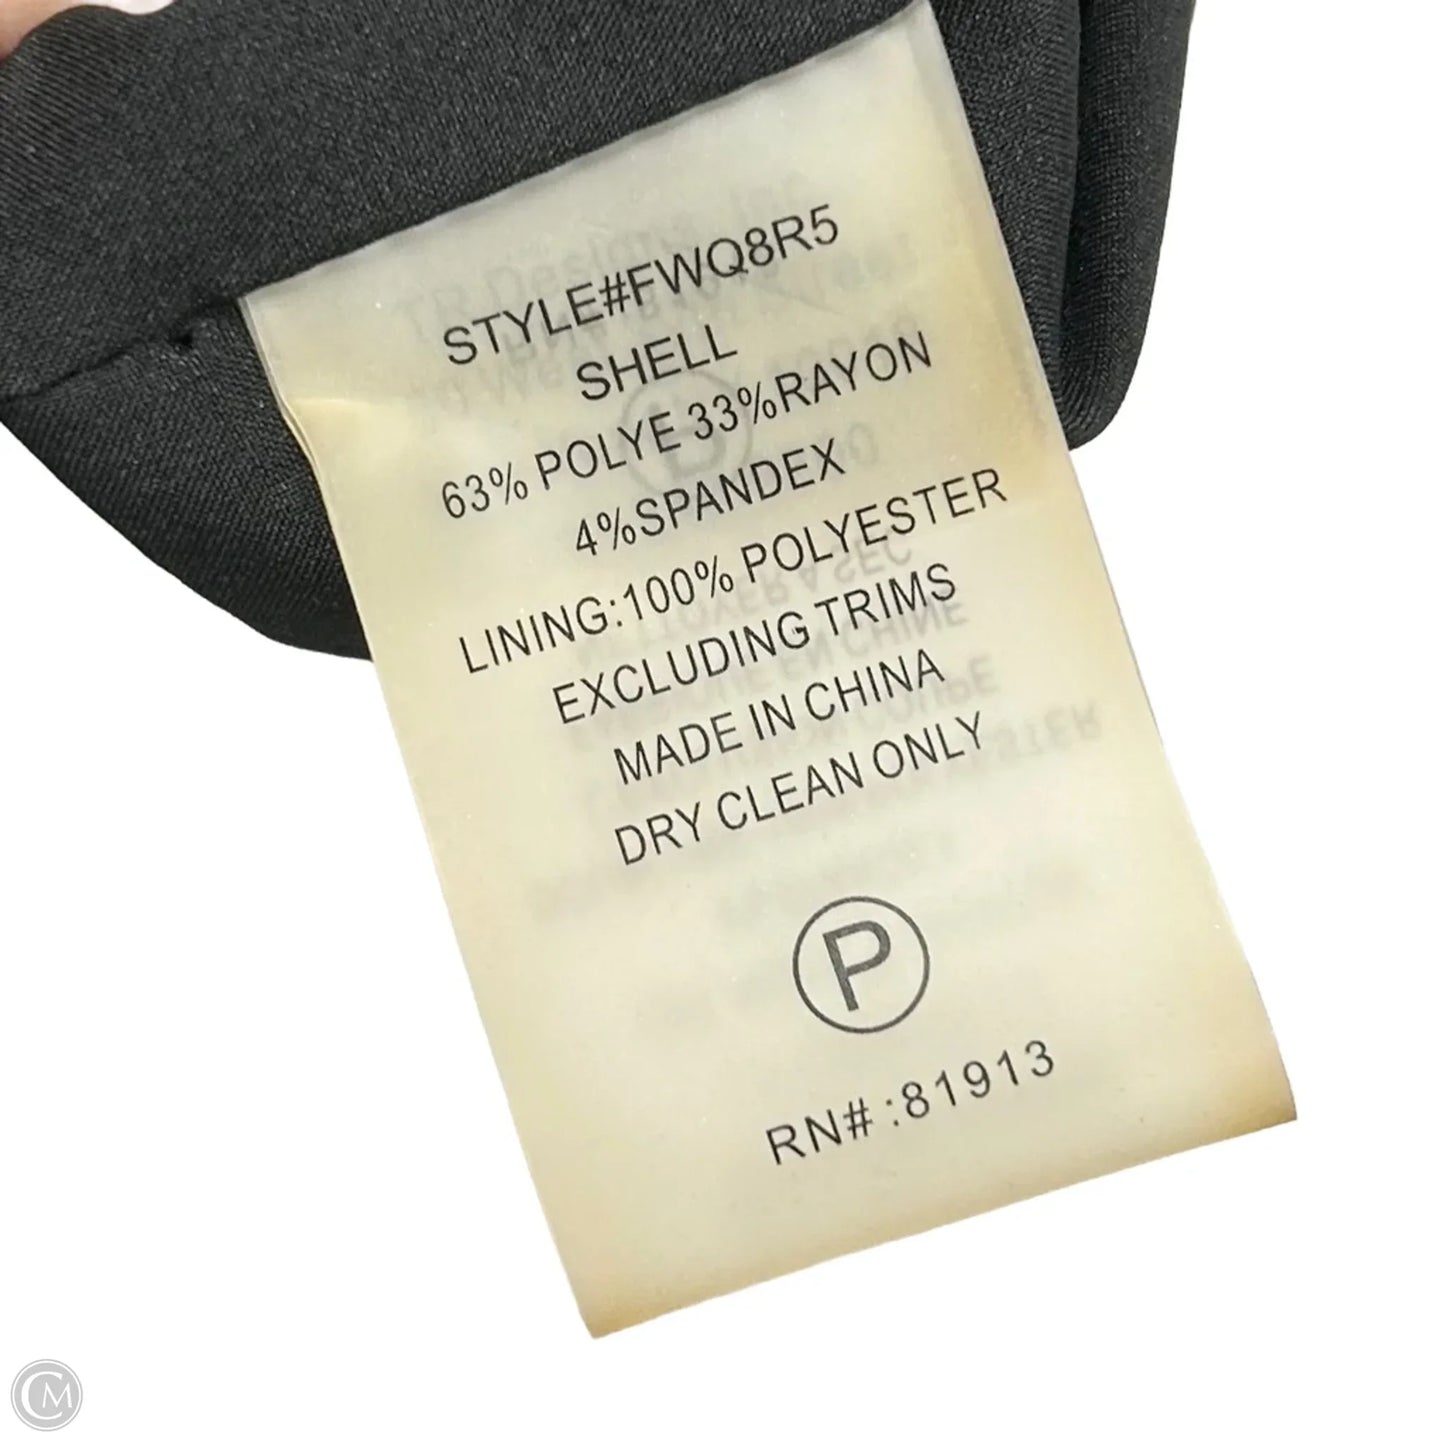 STYLE#FWQ8R5
SHELL
63% POLYE 33%RAYON
4%SPANDEX
LINING:100% POLYESTER
EXCLUDING TRIMS
MADE IN CHINA
DRY CLEAN ONLY
P
RN# :81913
CM